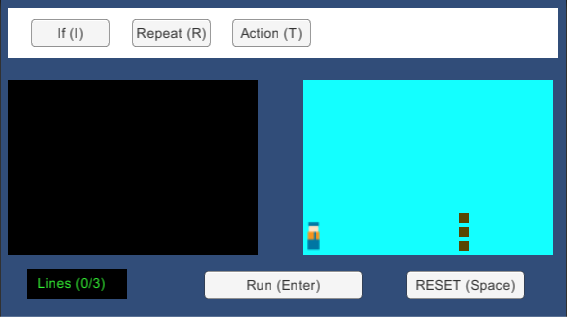 If (I) Repeat (R) Action (T)
Lines (0/3) Run (Enter) RESET (Space)